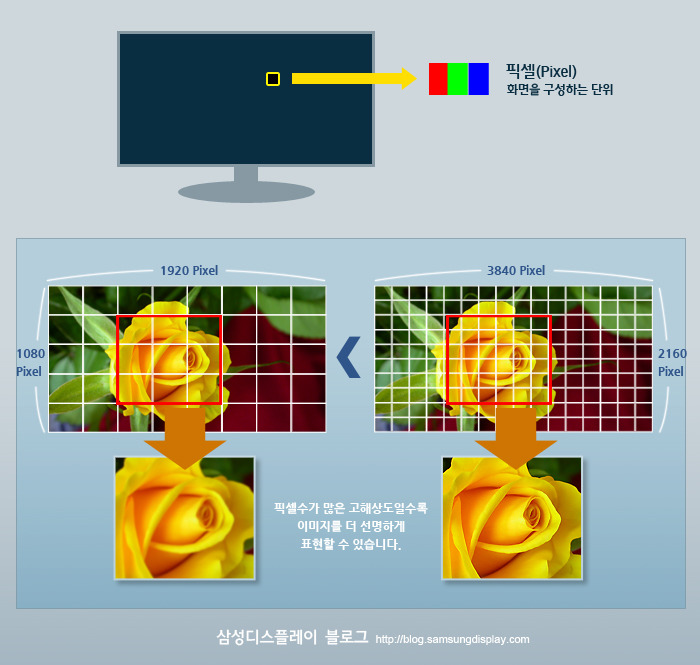 픽셀(Pixel)
화면을 구성하는 단위
1920 Pixel
3840 Pixel
1080
Pixel
2160
Pixel
픽셀수가 많은 고해상도일수록
이미지를 더 선명하게
표현할 수 있습니다.
삼성디스플레이 블로그 http://blog.samsungdisplay.com